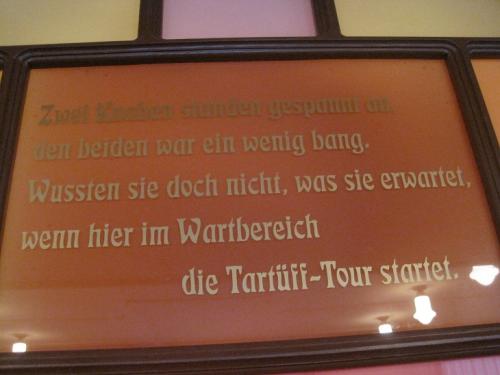 Zwei Knaben standen gespannt an,
den beiden war ein wenig bang.
Wussten sie doch nicht, was sie erwartet,
wenn hier im Wartbereich
die Tartüff-Tour startet.